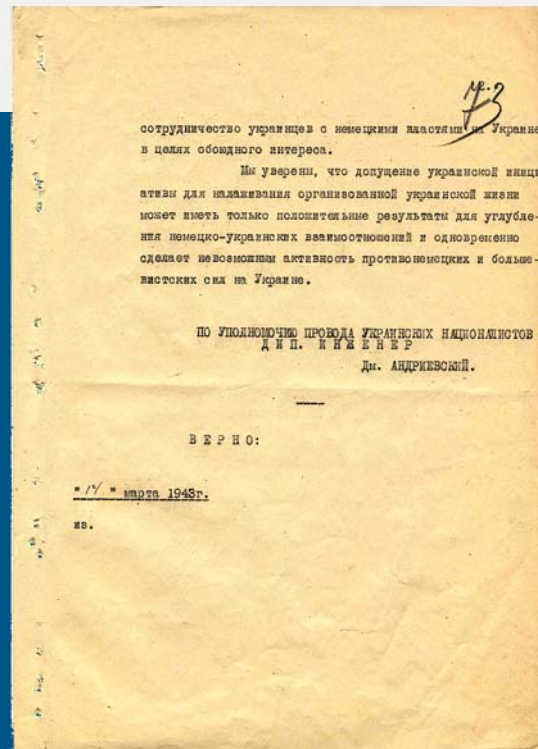 73
сотрудничество украинцев с немецкими властями на Украине
в целях обоюдного интереса.
Мы уверены, что допущение украинской иници
ативы для налаживания организованной украинской жизни
может иметь только положительные результаты для углубле-
ния немецко-украинских взаимоотношений и одновременно
сделает невозможным активность противонемецких и больше-
вистских сил на Украине.
ПО УПОЛНОМОЧИЮ ПРОВОДА УКРАИНСКИХ НАЦИОНАЛИСТОВ
ДИП. ИНЖЕНЕР
Дм. АНДРИЕВСКИЙ.
ВЕРНО:
"14" марта 1943г.
из.